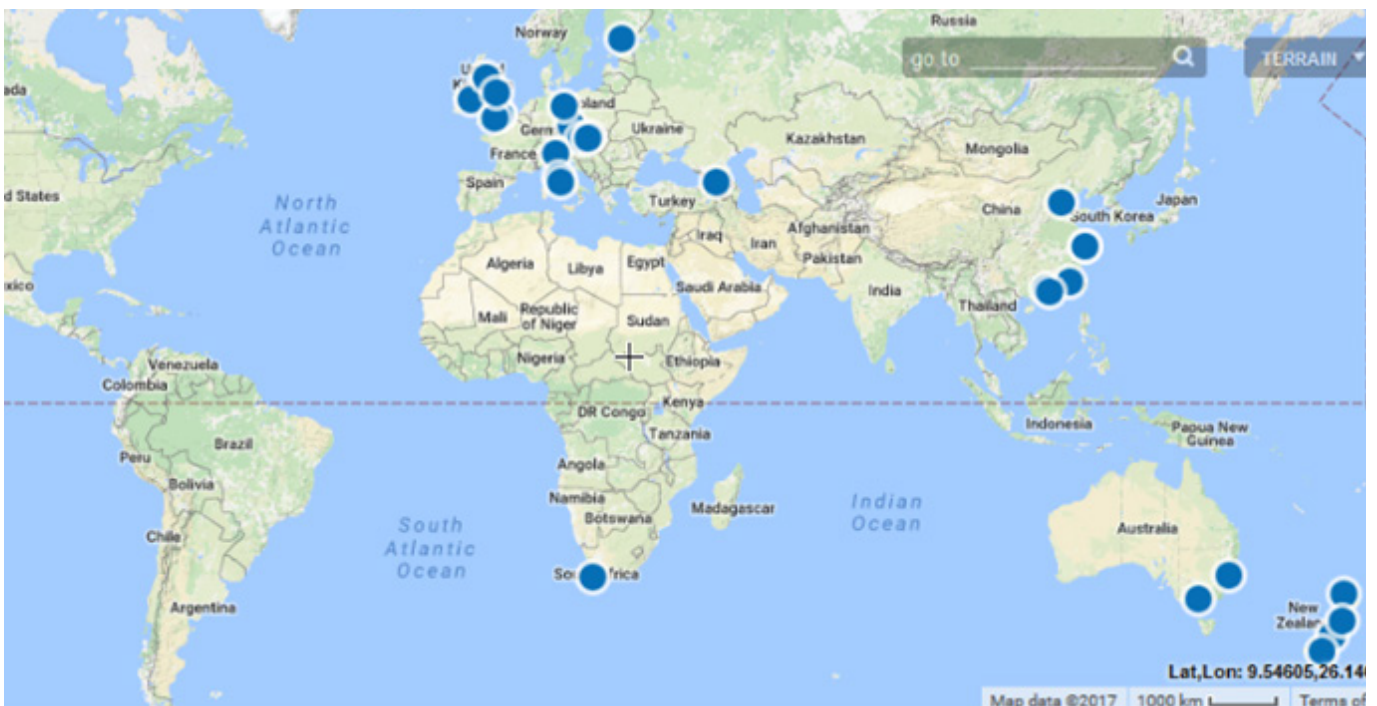 Russia
Norway
go to
TERRAIN
ada
Ukraine
Kazakhstan
Mongolia
France
Spain
Turkey
China
Japan
South Korea
d States
North
Atlantic
Ocean
Afghanistan
Iraq
Iran
Pakistan
Algeria
Libya
Egypt
Saudi Arabia
India
Thailand
xico
Mali
Republic
of Niger
Sudan
Nigeria
Ethiopia
Venezuela
Colombia
Kenya
DR Congo
Tanzania
Indonesia
Papua New
Guinea
Brazil
Peru
Bolivia
Angola
Namibia
Botswana
Madagascar
Indian
Ocean
Australia
South
Atlantic
Ocean
Chile
Argentina
New
Lat,Lon: 9.54605,26.14
Map data ©2017
1000 km
Terms of